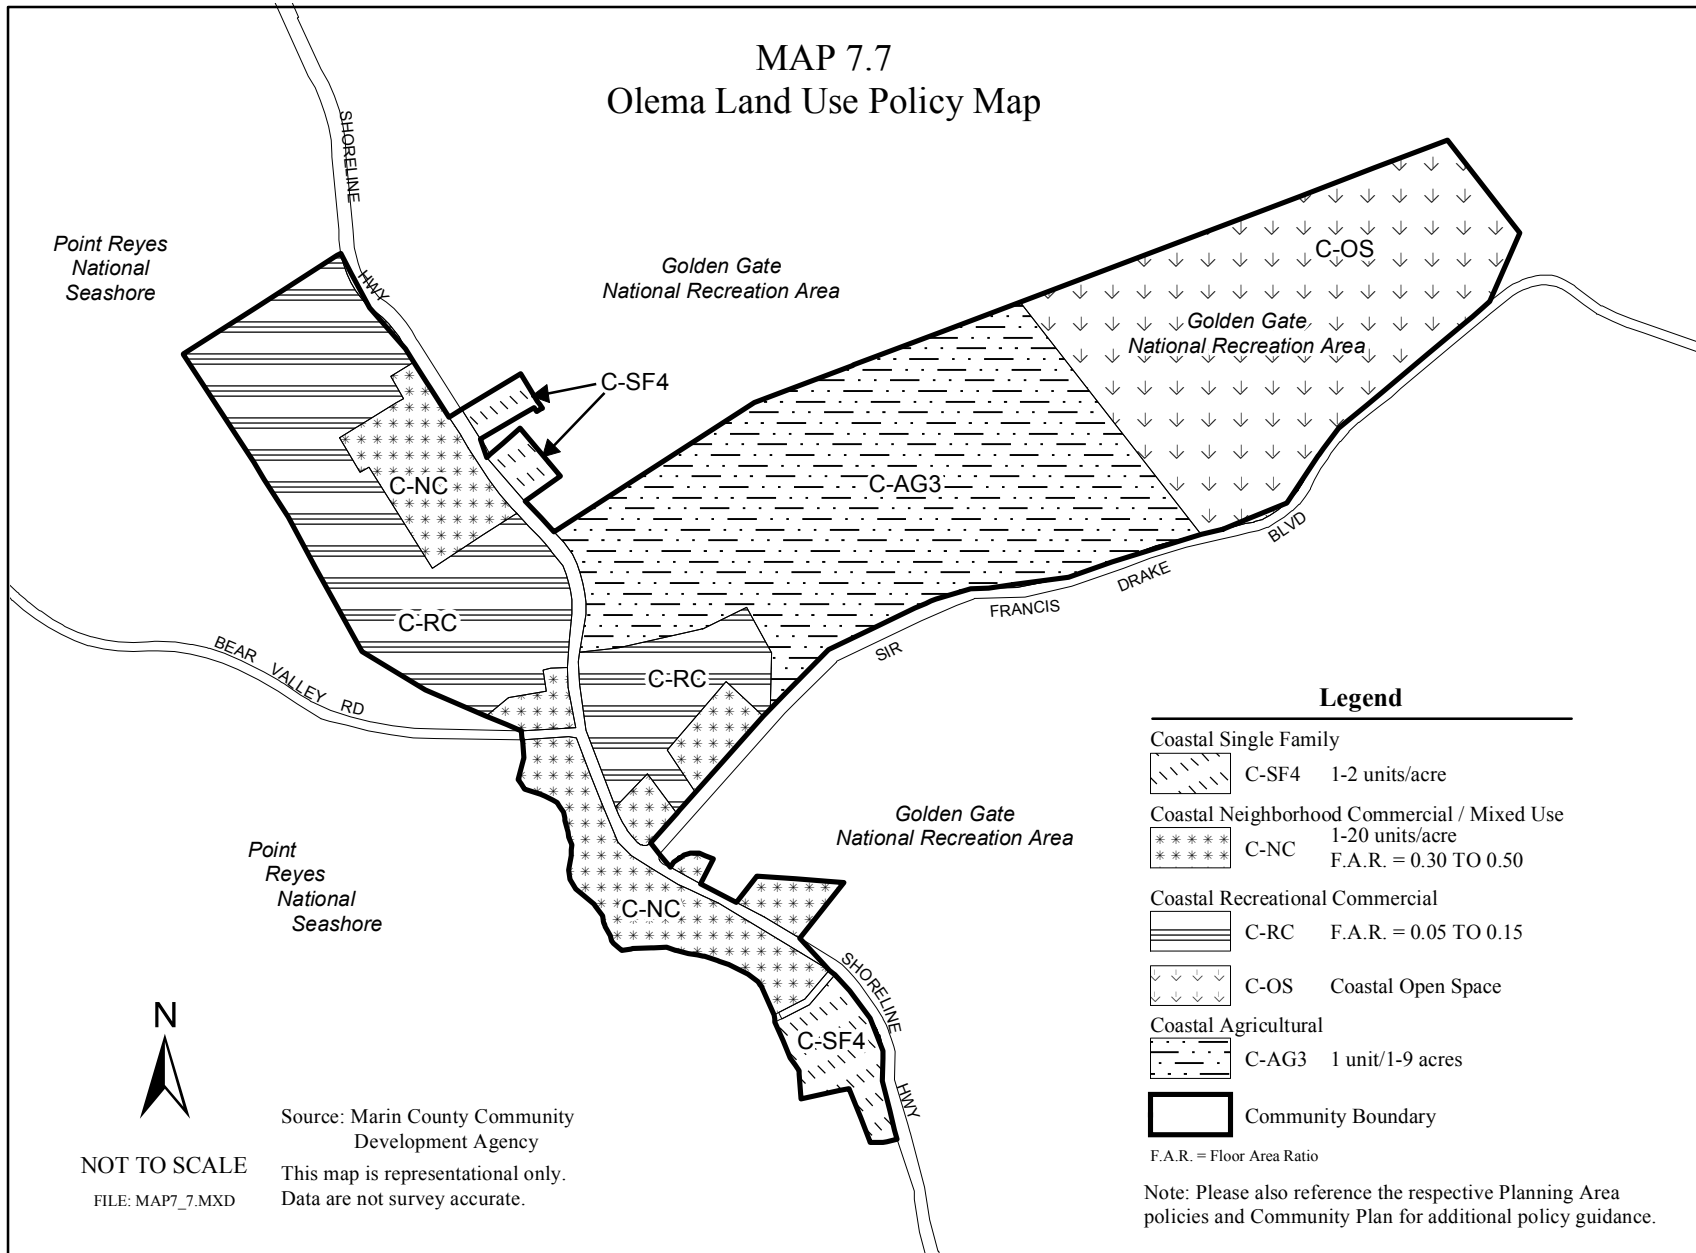 MAP 7.7
Olema Land Use Policy Map
SHORELINE
HWY
Point Reyes
National
Seashore
Golden Gate
National Recreation Area
C-OS
Golden Gate
National Recreation Area
C-SF4
C-NC
C-AG3
C-RC
BEAR VALLEY RD
C-RC
SIR FRANCIS DRAKE BLVD
Golden Gate
National Recreation Area
Point
Reyes
National
Seashore
C-NC
SHORELINE
HWY
C-SF4
Legend
Coastal Single Family
C-SF4 1-2 units/acre
Coastal Neighborhood Commercial / Mixed Use
C-NC 1-20 units/acre
F.A.R. = 0.30 TO 0.50
Coastal Recreational Commercial
C-RC F.A.R. = 0.05 TO 0.15
C-OS Coastal Open Space
Coastal Agricultural
C-AG3 1 unit/1-9 acres
Community Boundary
F.A.R. = Floor Area Ratio
Note: Please also reference the respective Planning Area
policies and Community Plan for additional policy guidance.
N
NOT TO SCALE
FILE: MAP7_7.MXD
Source: Marin County Community
Development Agency
This map is representational only.
Data are not survey accurate.